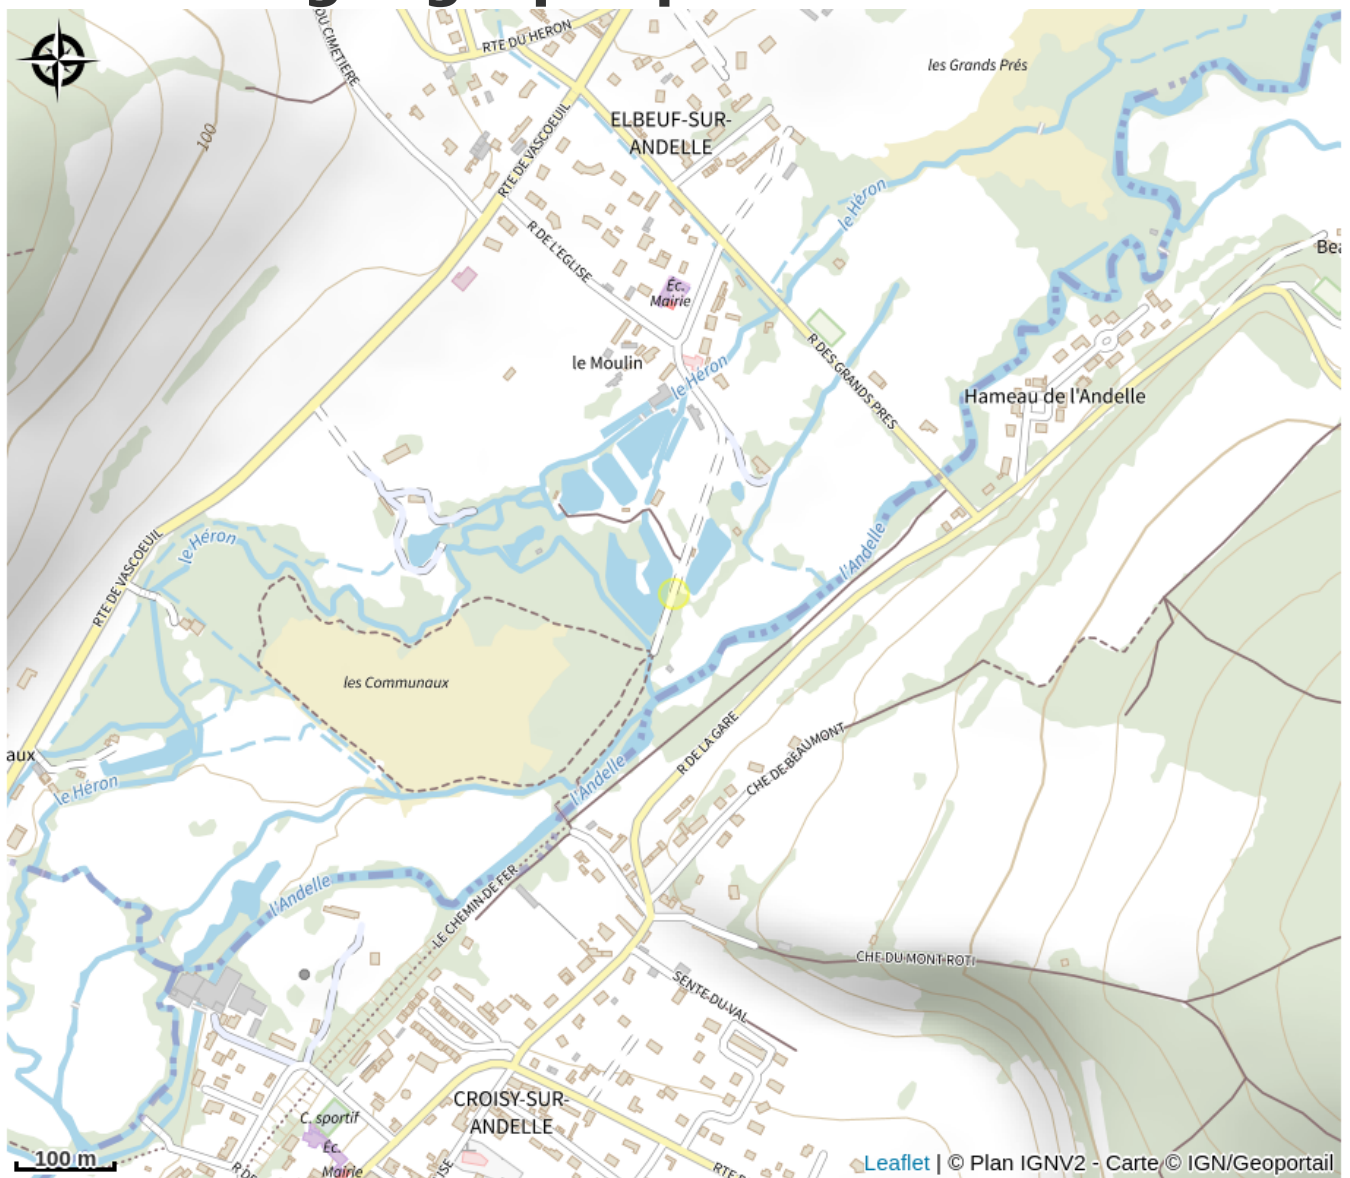 DU CIMETIERE
RTE DU HERON
les Grands Prés
100
ELBEUF-SUR-
ANDELLE
RTE DE VASCOEUIL
le Héron
R DE L'EGLISE
Éc.
Mairie
le Moulin
le Héron
R DES GRANDS PRES
Hameau de l'Andelle
le Héron
RTE DE VASCOEUIL
l'Andelle
les Communaux
R DE LA GARE
CHE DE BEAUMONT
aux
le Héron
l'Andelle
l'Andelle
LE CHEMIN DE FER
CHE DU MONT ROTI
SENTE DU VAL
CROISY-SUR-
ANDELLE
C. sportif
Éc.
Mairie
R DE
RTE
100 m
Leaflet | © Plan IGNV2 - Carte © IGN/Geoportail